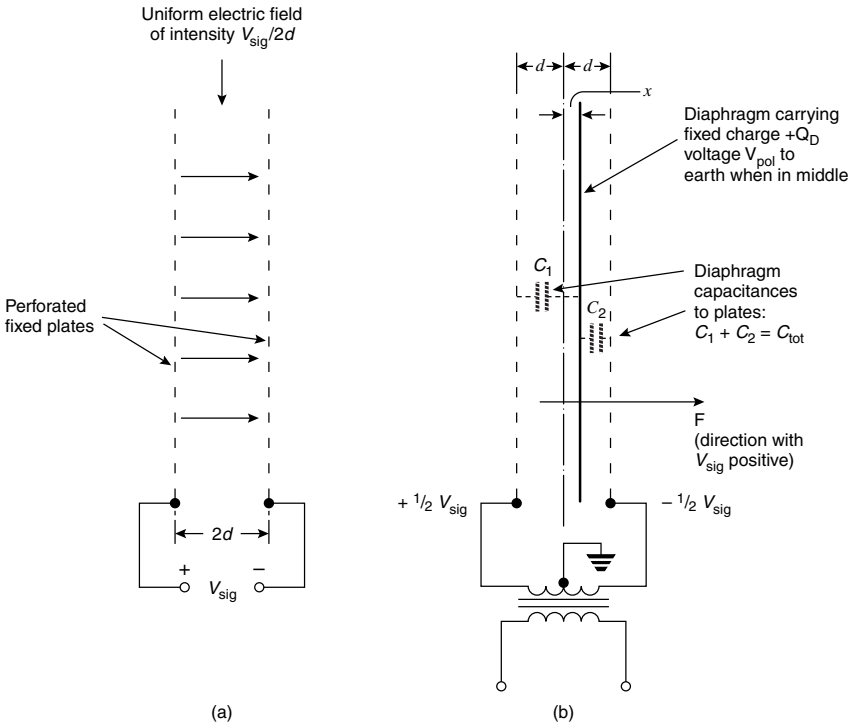 Uniform electric field
of intensity V_sig/2d
Perforated
fixed plates
2d
+
−
V_sig
(a)
d
d
x
Diaphragm carrying
fixed charge +Q_D
voltage V_pol to
earth when in middle
C_1
C_2
Diaphragm
capacitances
to plates:
C_1 + C_2 = C_tot
F
(direction with
V_sig positive)
+ 1/2 V_sig
− 1/2 V_sig
(b)